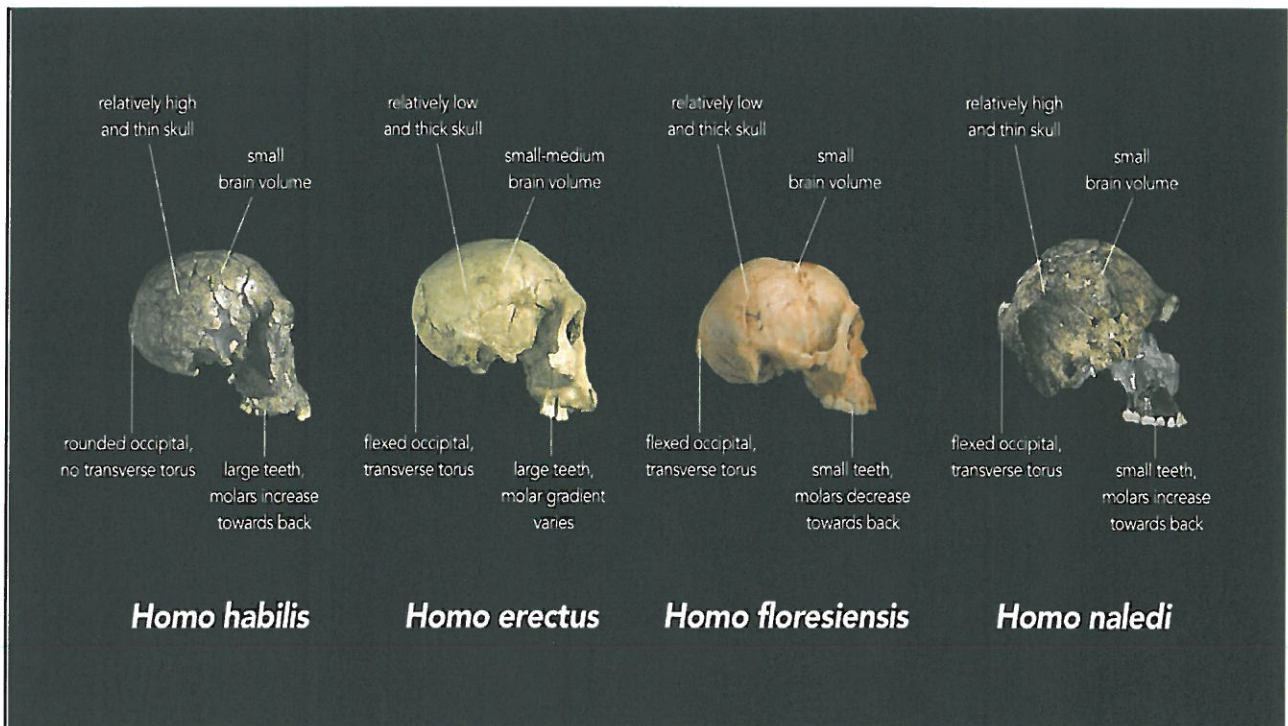 relatively high
and thin skull
small
brain volume
rounded occipital,
no transverse torus
large teeth,
molars increase
towards back
Homo habilis
relatively low
and thick skull
small-medium
brain volume
flexed occipital,
transverse torus
large teeth,
molar gradient
varies
Homo erectus
relatively low
and thick skull
small
brain volume
flexed occipital,
transverse torus
small teeth,
molars decrease
towards back
Homo floresiensis
relatively high
and thin skull
small
brain volume
flexed occipital,
transverse torus
small teeth,
molars increase
towards back
Homo naledi